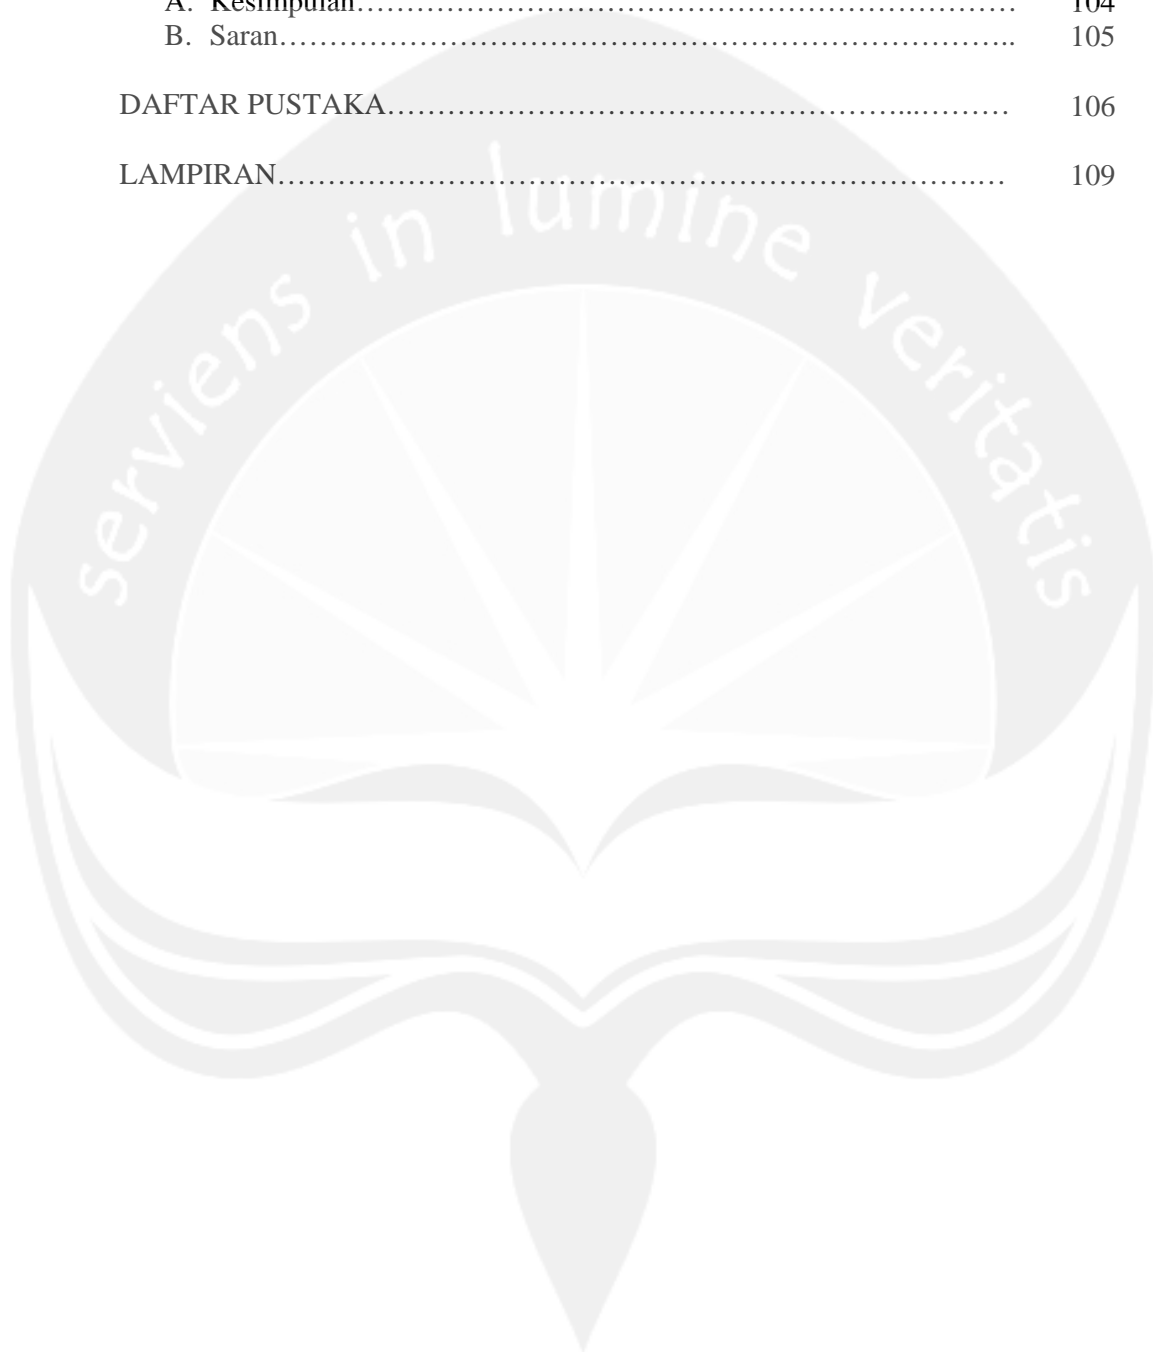 A. Kesimpulan……………………………………………………… 104
B. Saran…………………………………………………………….. 105
DAFTAR PUSTAKA……………………………………………...……… 106
LAMPIRAN………………………………………………………….… 109
serviens in lumine veritatis